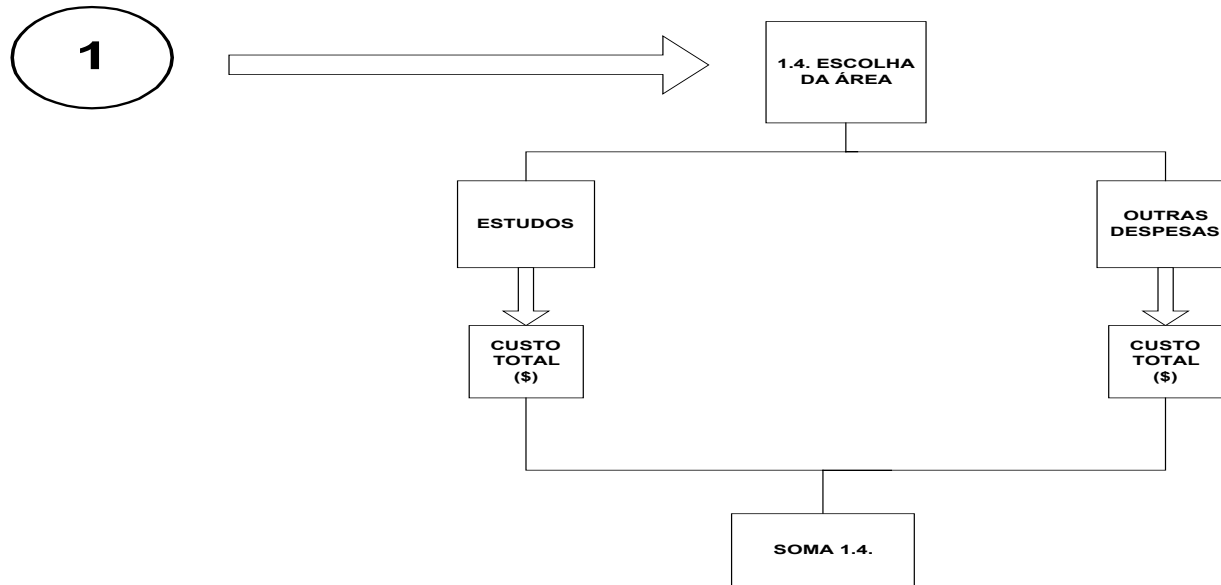 1
1.4. ESCOLHA
DA ÁREA
ESTUDOS
OUTRAS
DESPESAS
CUSTO
TOTAL
($)
CUSTO
TOTAL
($)
SOMA 1.4.